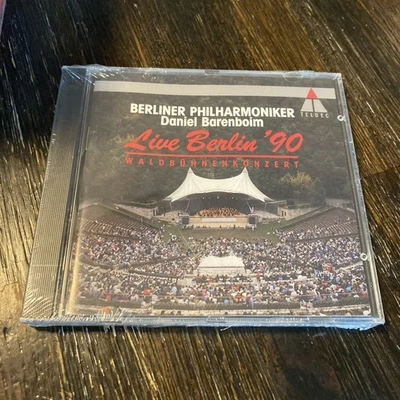 BERLINER PHILHARMONIKER
Daniel Barenboim
TELDEC
Live Berlin '90
WALDBÜHNENKONZERT